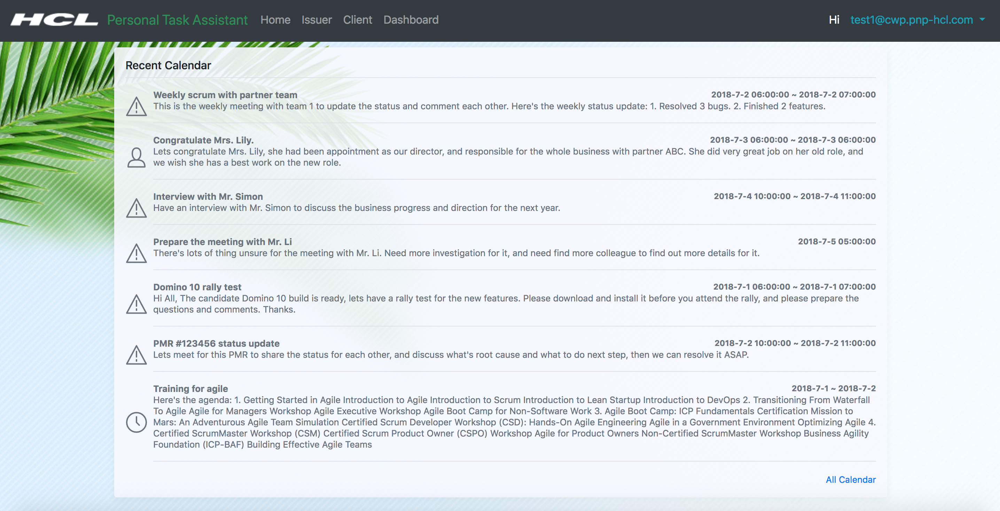 HCL Personal Task Assistant Home Issuer Client Dashboard Hi test1@cwp.pnp-hcl.com
Recent Calendar
Weekly scrum with partner team 2018-7-2 06:00:00 ~ 2018-7-2 07:00:00
This is the weekly meeting with team 1 to update the status and comment each other. Here's the weekly status update: 1. Resolved 3 bugs. 2. Finished 2 features.
Congratulate Mrs. Lily. 2018-7-3 06:00:00 ~ 2018-7-3 06:00:00
Lets congratulate Mrs. Lily, she had been appointment as our director, and responsible for the whole business with partner ABC. She did very great job on her old role, and
we wish she has a best work on the new role.
Interview with Mr. Simon 2018-7-4 10:00:00 ~ 2018-7-4 11:00:00
Have an interview with Mr. Simon to discuss the business progress and direction for the next year.
Prepare the meeting with Mr. Li 2018-7-5 05:00:00
There's lots of thing unsure for the meeting with Mr. Li. Need more investigation for it, and need find more colleague to find out more details for it.
Domino 10 rally test 2018-7-1 06:00:00 ~ 2018-7-1 07:00:00
Hi All, The candidate Domino 10 build is ready, lets have a rally test for the new features. Please download and install it before you attend the rally, and please prepare the
questions and comments. Thanks.
PMR #123456 status update 2018-7-2 10:00:00 ~ 2018-7-2 11:00:00
Lets meet for this PMR to share the status for each other, and discuss what's root cause and what to do next step, then we can resolve it ASAP.
Training for agile 2018-7-1 ~ 2018-7-2
Here's the agenda: 1. Getting Started in Agile Introduction to Agile Introduction to Scrum Introduction to Lean Startup Introduction to DevOps 2. Transitioning From Waterfall
To Agile Agile for Managers Workshop Agile Executive Workshop Agile Boot Camp for Non-Software Work 3. Agile Boot Camp: ICP Fundamentals Certification Mission to
Mars: An Adventurous Agile Team Simulation Certified Scrum Developer Workshop (CSD): Hands-On Agile Engineering Agile in a Government Environment Optimizing Agile 4.
Certified ScrumMaster Workshop (CSM) Certified Scrum Product Owner (CSPO) Workshop Agile for Product Owners Non-Certified ScrumMaster Workshop Business Agility
Foundation (ICP-BAF) Building Effective Agile Teams
All Calendar